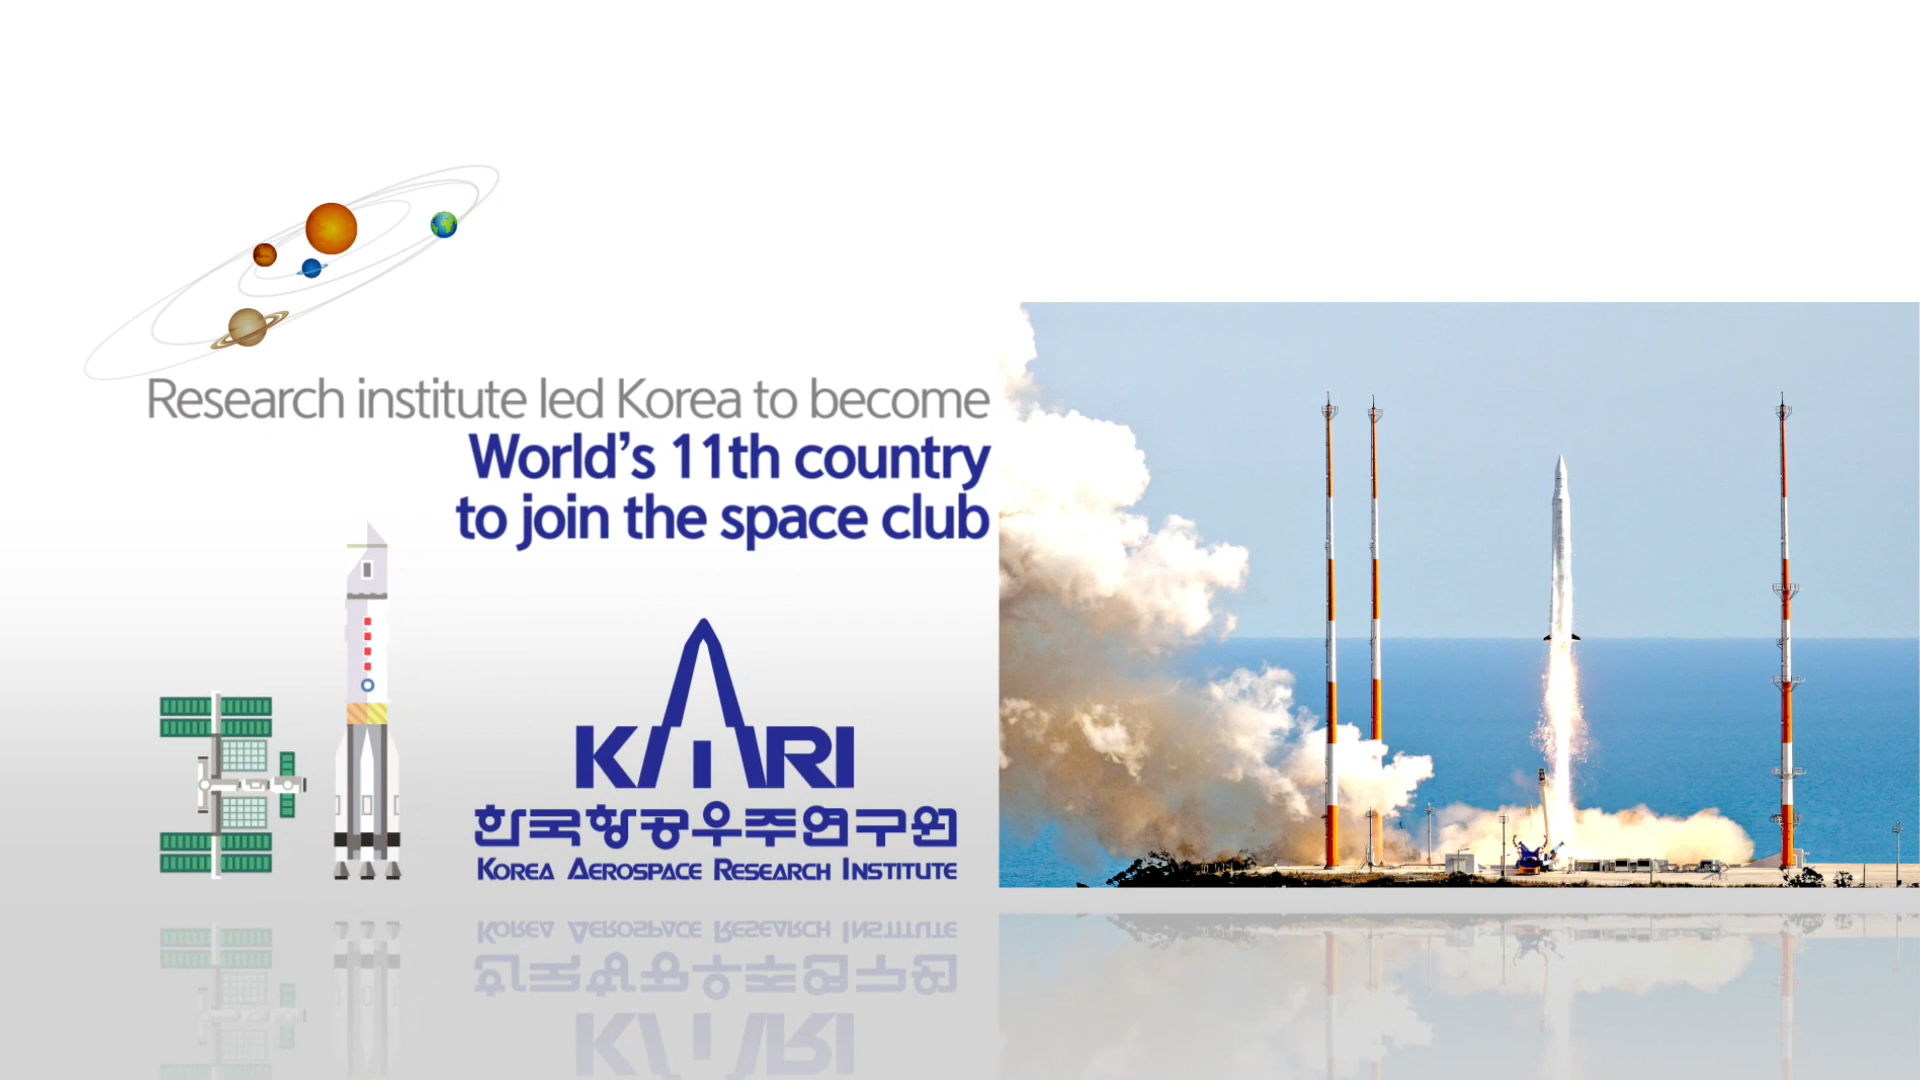 Research institute led Korea to become
World's 11th country
to join the space club
KARI
한국항공우주연구원
KOREA AEROSPACE RESEARCH INSTITUTE